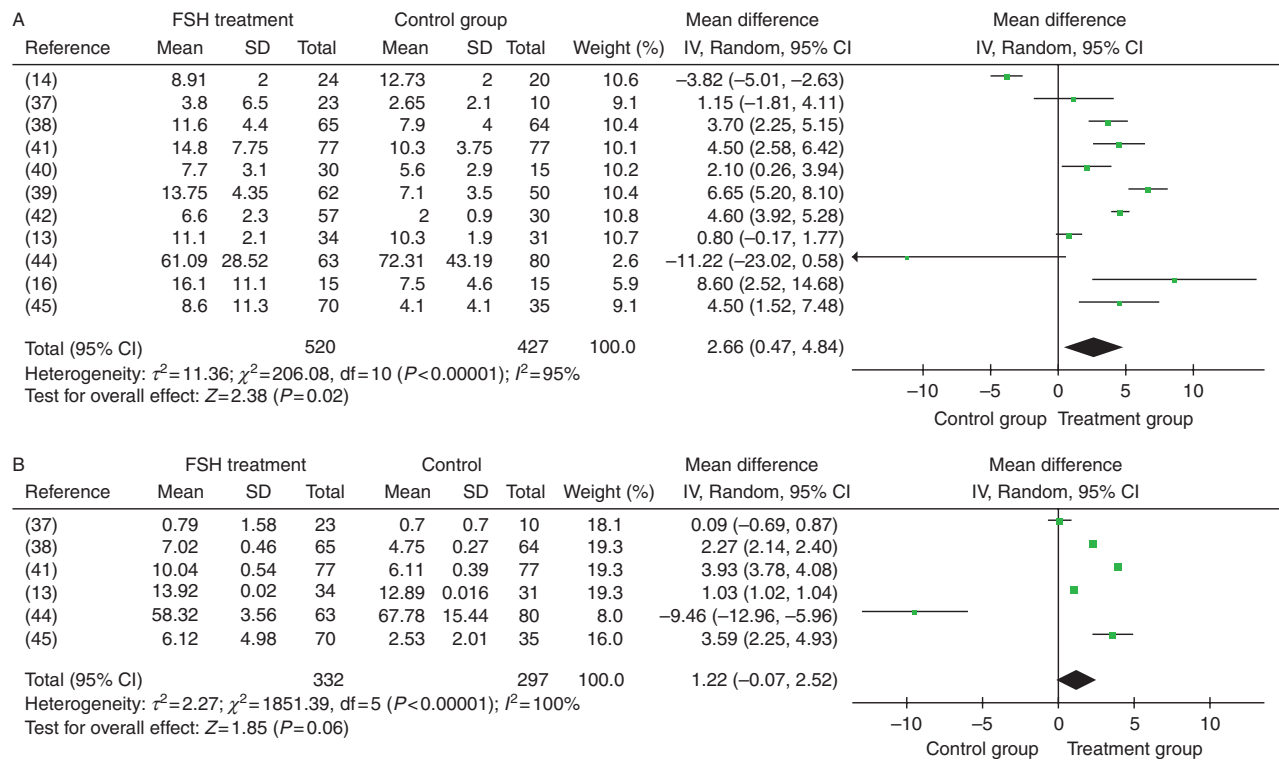 A FSH treatment Control group Mean difference Mean difference
Reference Mean SD Total Mean SD Total Weight (%) IV, Random, 95% CI IV, Random, 95% CI
(14) 8.91 2 24 12.73 2 20 10.6 −3.82 (−5.01, −2.63)
(37) 3.8 6.5 23 2.65 2.1 10 9.1 1.15 (−1.81, 4.11)
(38) 11.6 4.4 65 7.9 4 64 10.4 3.70 (2.25, 5.15)
(41) 14.8 7.75 77 10.3 3.75 77 10.1 4.50 (2.58, 6.42)
(40) 7.7 3.1 30 5.6 2.9 15 10.2 2.10 (0.26, 3.94)
(39) 13.75 4.35 62 7.1 3.5 50 10.4 6.65 (5.20, 8.10)
(42) 6.6 2.3 57 2 0.9 30 10.8 4.60 (3.92, 5.28)
(13) 11.1 2.1 34 10.3 1.9 31 10.7 0.80 (−0.17, 1.77)
(44) 61.09 28.52 63 72.31 43.19 80 2.6 −11.22 (−23.02, 0.58)
(16) 16.1 11.1 15 7.5 4.6 15 5.9 8.60 (2.52, 14.68)
(45) 8.6 11.3 70 4.1 4.1 35 9.1 4.50 (1.52, 7.48)
Total (95% CI) 520 427 100.0 2.66 (0.47, 4.84)
Heterogeneity: τ²=11.36; χ²=206.08, df=10 (P<0.00001); I²=95%
Test for overall effect: Z=2.38 (P=0.02)
−10 −5 0 5 10
Control group Treatment group
B FSH treatment Control Mean difference Mean difference
Reference Mean SD Total Mean SD Total Weight (%) IV, Random, 95% CI IV, Random, 95% CI
(37) 0.79 1.58 23 0.7 0.7 10 18.1 0.09 (−0.69, 0.87)
(38) 7.02 0.46 65 4.75 0.27 64 19.3 2.27 (2.14, 2.40)
(41) 10.04 0.54 77 6.11 0.39 77 19.3 3.93 (3.78, 4.08)
(13) 13.92 0.02 34 12.89 0.016 31 19.3 1.03 (1.02, 1.04)
(44) 58.32 3.56 63 67.78 15.44 80 8.0 −9.46 (−12.96, −5.96)
(45) 6.12 4.98 70 2.53 2.01 35 16.0 3.59 (2.25, 4.93)
Total (95% CI) 332 297 100.0 1.22 (−0.07, 2.52)
Heterogeneity: τ²=2.27; χ²=1851.39, df=5 (P<0.00001); I²=100%
Test for overall effect: Z=1.85 (P=0.06)
−10 −5 0 5 10
Control group Treatment group